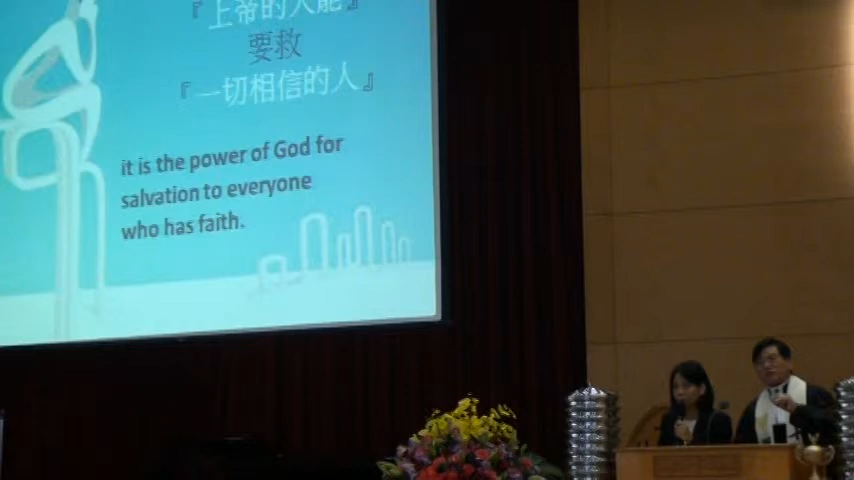 『上帝的大能』
要救
『一切相信的人』
it is the power of God for
salvation to everyone
who has faith.